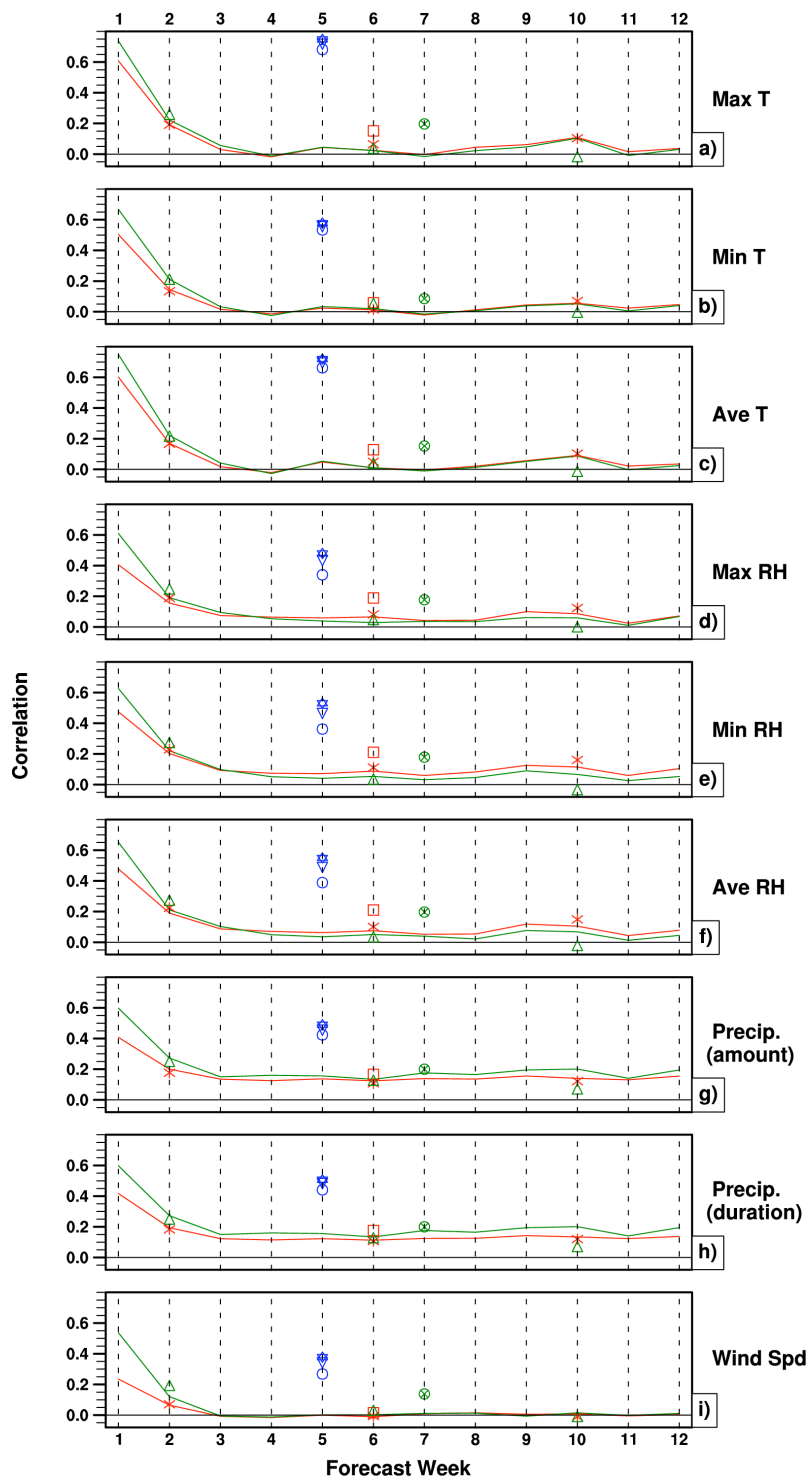 1 2 3 4 5 6 7 8 9 10 11 12
0.6
0.4
0.2
0.0
Max T
a)
0.6
0.4
0.2
0.0
Min T
b)
0.6
0.4
0.2
0.0
Ave T
c)
0.6
0.4
0.2
0.0
Max RH
d)
Correlation
0.6
0.4
0.2
0.0
Min RH
e)
0.6
0.4
0.2
0.0
Ave RH
f)
0.6
0.4
0.2
0.0
Precip.
(amount)
g)
0.6
0.4
0.2
0.0
Precip.
(duration)
h)
0.6
0.4
0.2
0.0
Wind Spd
i)
1 2 3 4 5 6 7 8 9 10 11 12
Forecast Week